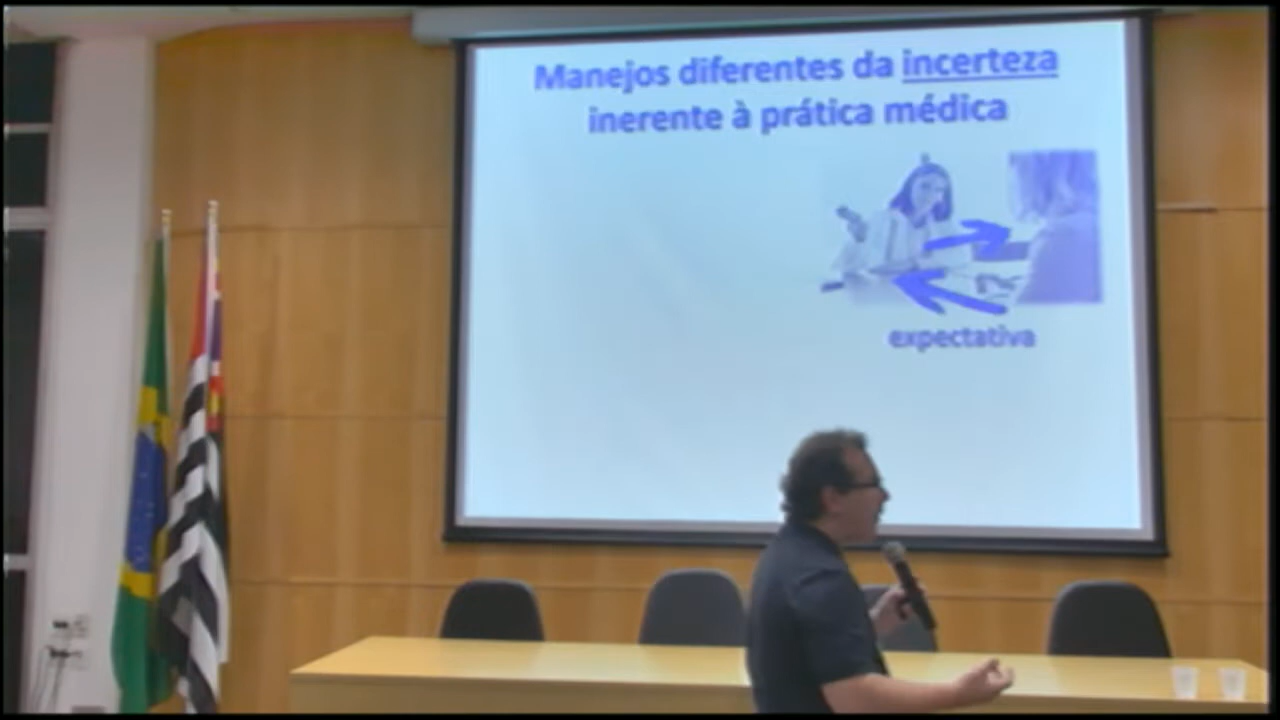 Manejos diferentes da incerteza
inerente à prática médica
expectativa